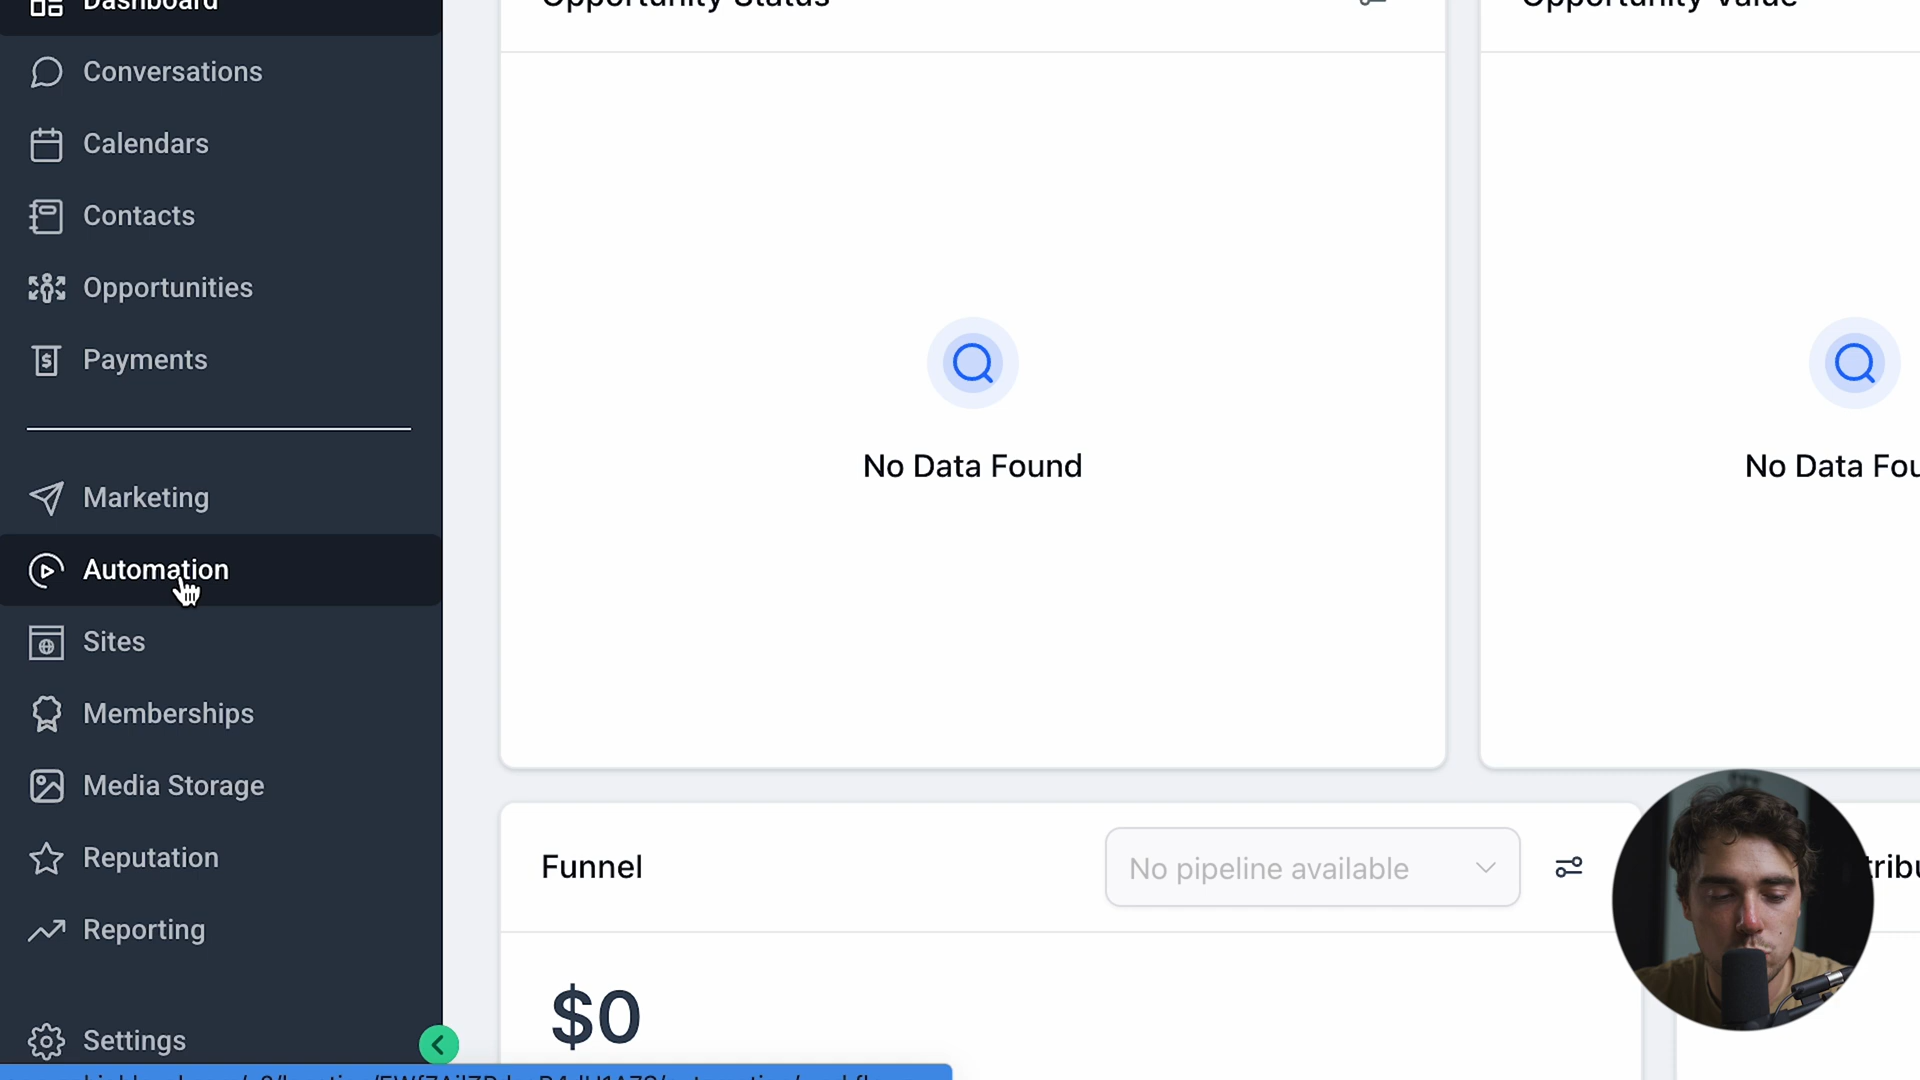 Dashboard
Conversations
Calendars
Contacts
Opportunities
Payments
Marketing
Automation
Sites
Memberships
Media Storage
Reputation
Reporting
Settings
Opportunity Status
Opportunity Value
No Data Found
No Data Fou
Funnel
No pipeline available
tribu
$0